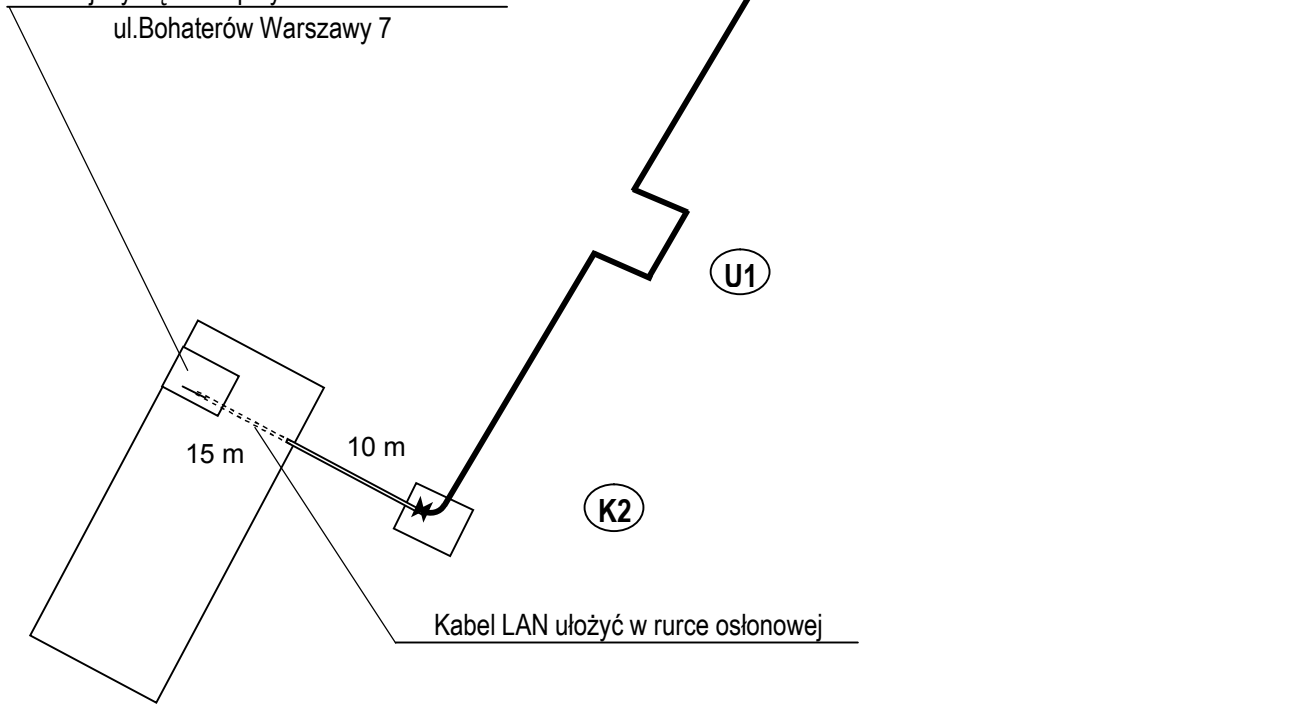 ul.Bohaterów Warszawy 7
U1
15 m
10 m
K2
Kabel LAN ułożyć w rurce osłonowej